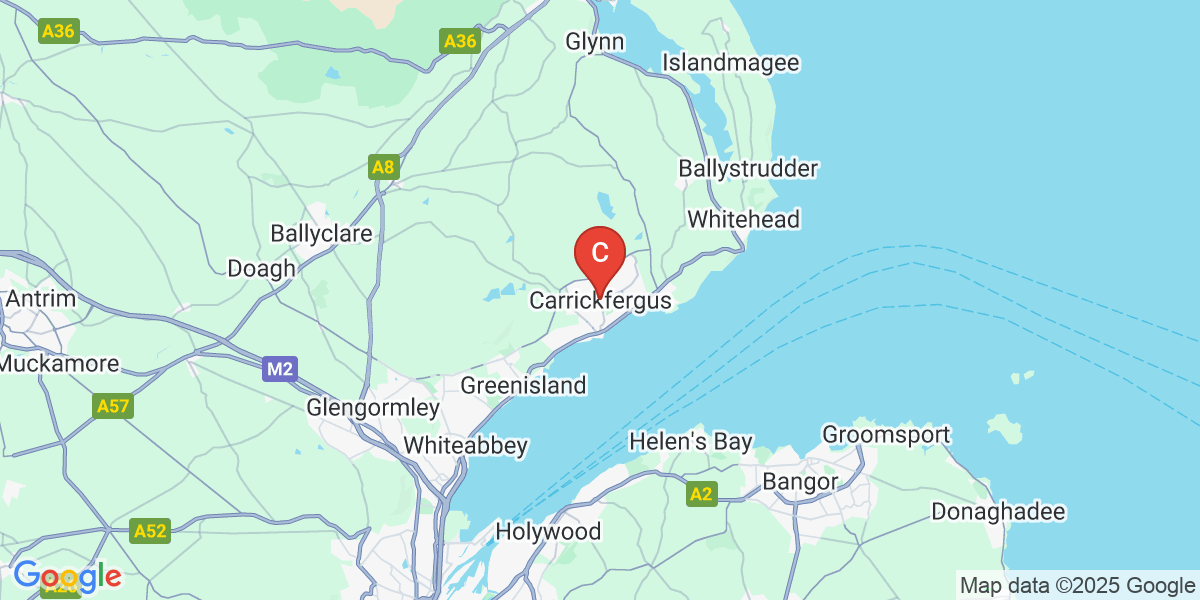 A36
A36
Glynn
Islandmagee
A8
Ballystrudder
Whitehead
Ballyclare
C
Doagh
Antrim
Carrickfergus
Muckamore
M2
Greenisland
A57
Glengormley
Whiteabbey
Helen's Bay
Groomsport
Bangor
A2
Donaghadee
A52
Holywood
Google
Map data ©2025 Google